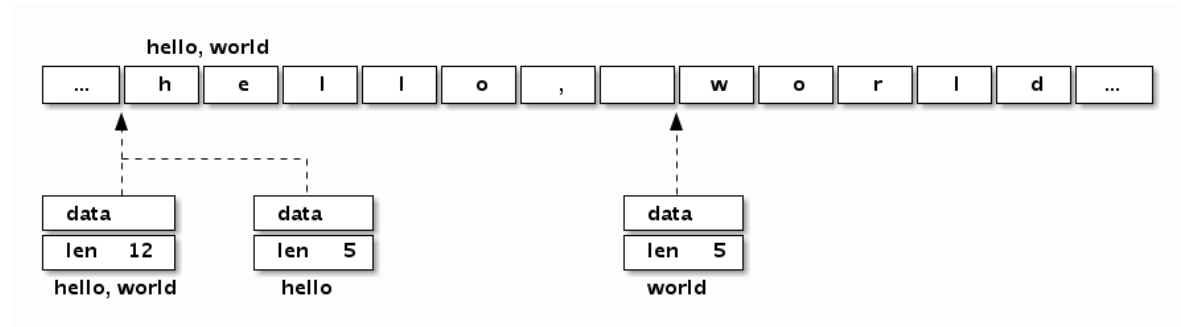 hello, world
... h e l l o , w o r l d ...
data data data
len 12 len 5 len 5
hello, world hello world